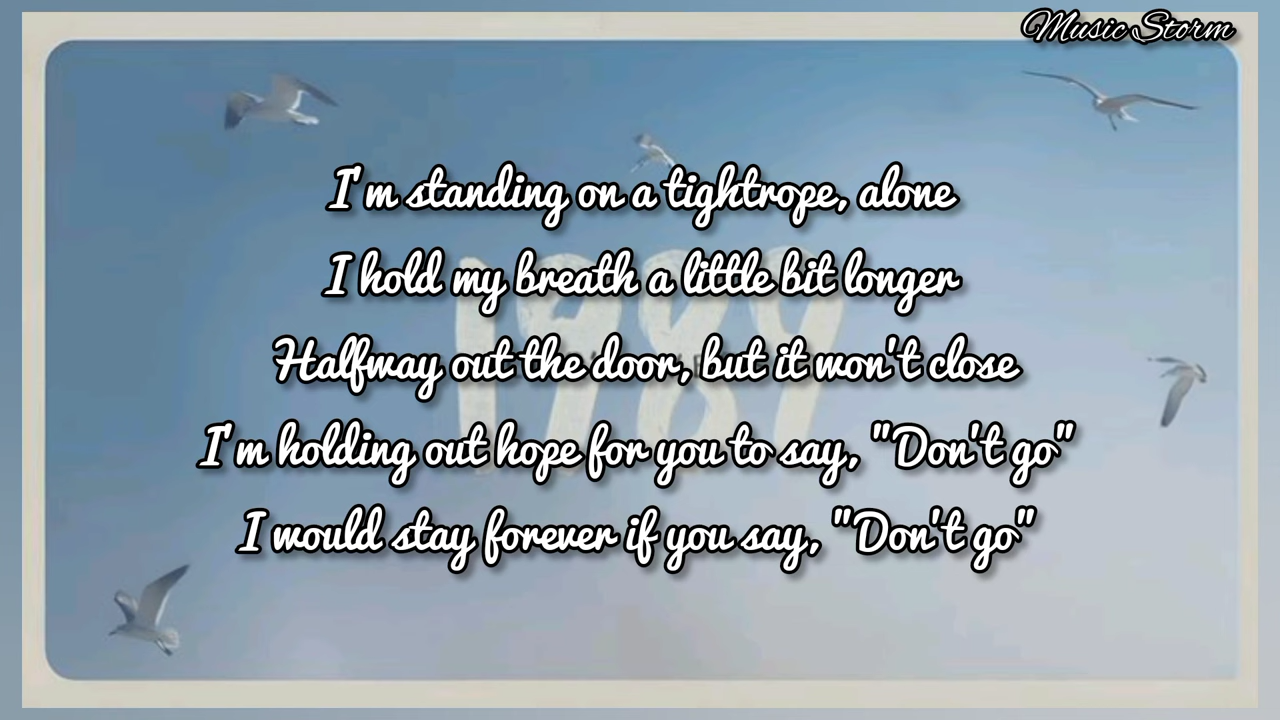 Music Storm
I'm standing on a tightrope, alone
I hold my breath a little bit longer
Halfway out the door, but it won't close
I'm holding out hope for you to say, "Don't go"
I would stay forever if you say, "Don't go"
1989